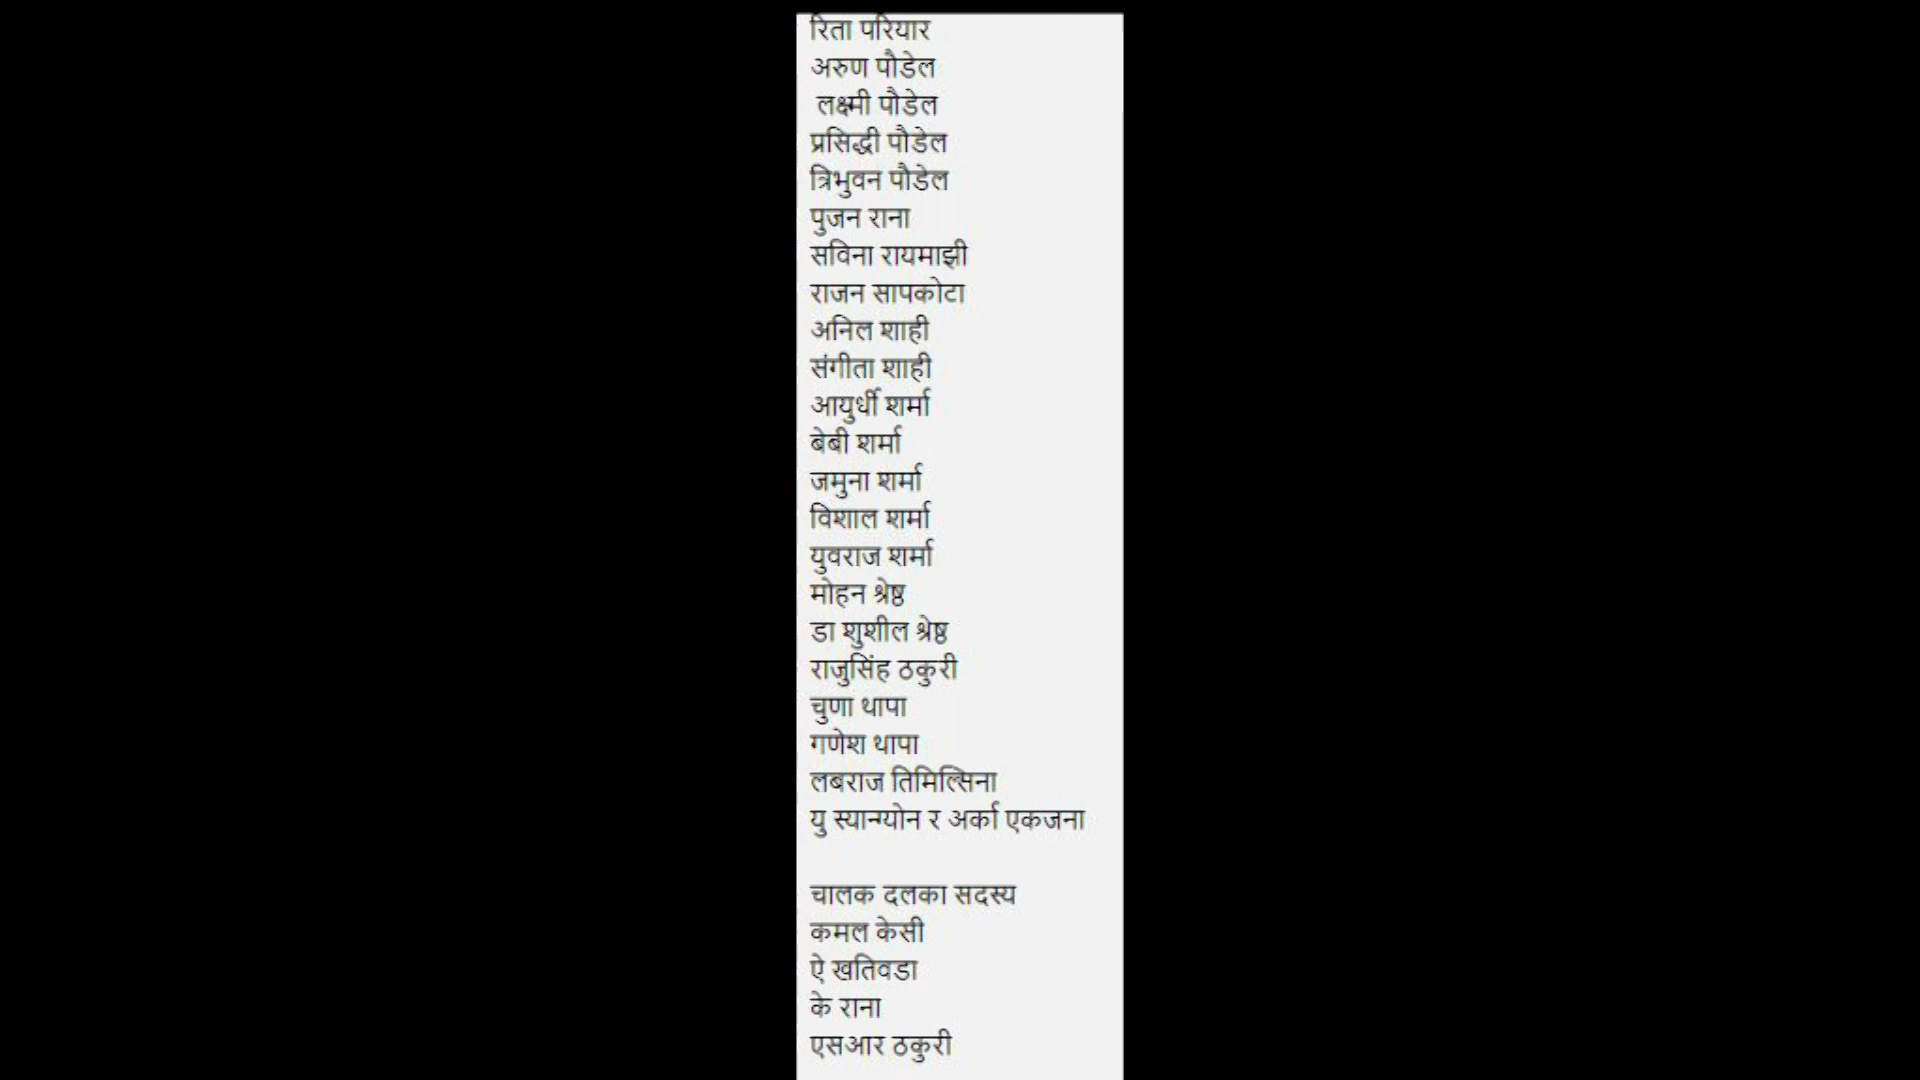 रिता परियार
अरुण पौडेल
लक्ष्मी पौडेल
प्रसिद्धी पौडेल
त्रिभुवन पौडेल
पुजन राना
सविना रायमाझी
राजन सापकोटा
अनिल शाही
संगीता शाही
आयुर्धी शर्मा
बेबी शर्मा
जमुना शर्मा
विशाल शर्मा
युवराज शर्मा
मोहन श्रेष्ठ
डा शुशील श्रेष्ठ
राजुसिंह ठकुरी
चुणा थापा
गणेश थापा
लबराज तिमिल्सिना
यु स्यान्ग्योन र अर्का एकजना
चालक दलका सदस्य
कमल केसी
ऐ खतिवडा
के राना
एसआर ठकुरी